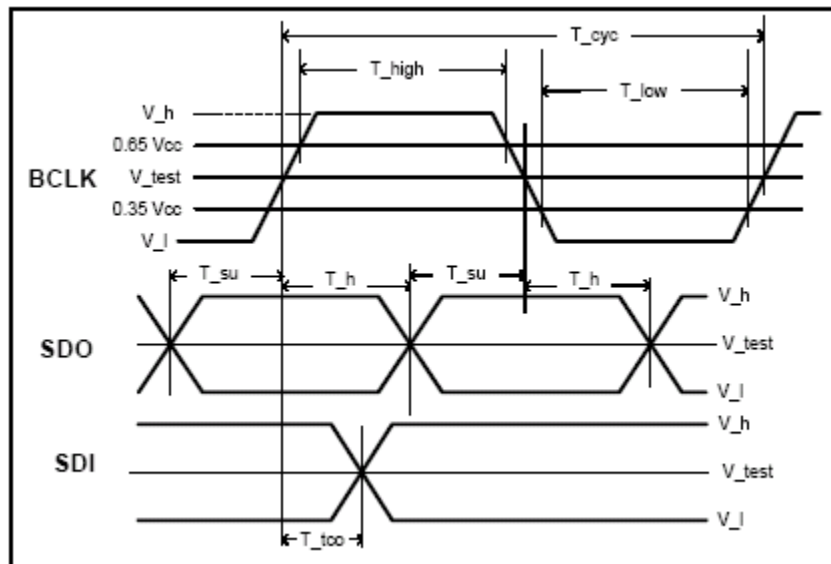 T_cyc
T_high
T_low
V_h
0.65 Vcc
BCLK
V_test
0.35 Vcc
V_l
T_su
T_h
T_su
T_h
V_h
SDO
V_test
V_l
V_h
SDI
V_test
V_l
T_tco